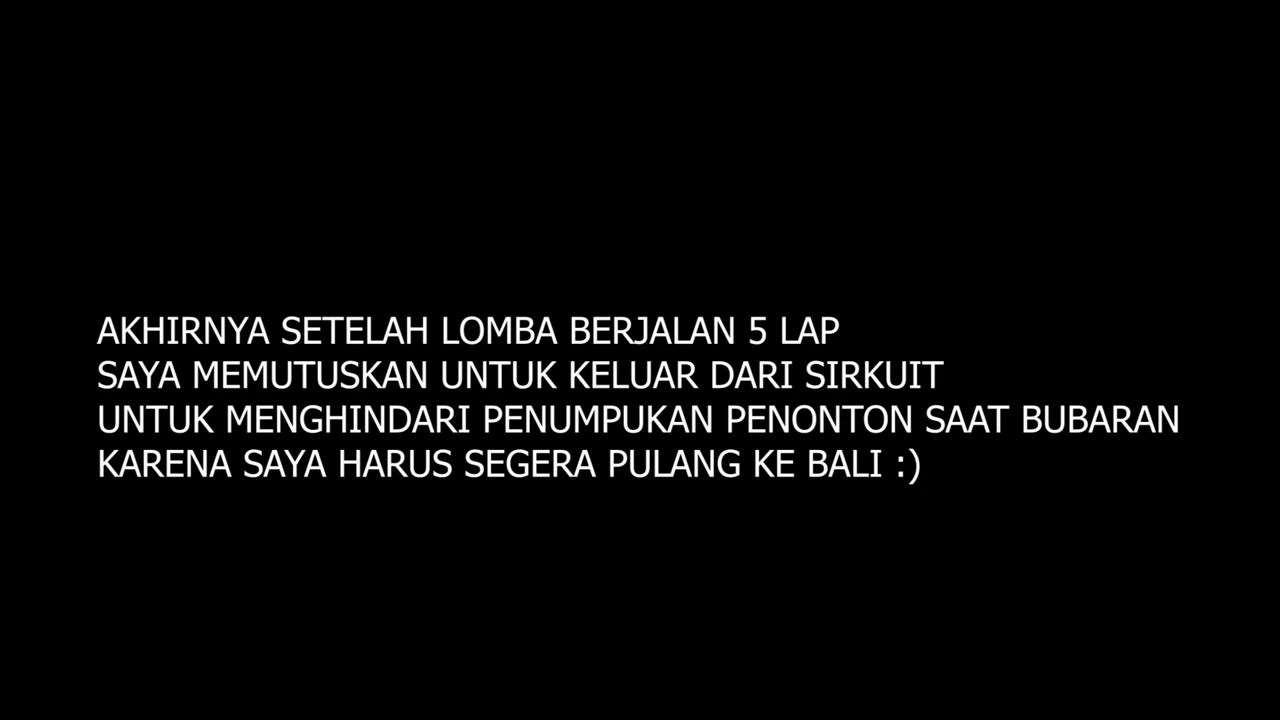 AKHIRNYA SETELAH LOMBA BERJALAN 5 LAP
SAYA MEMUTUSKAN UNTUK KELUAR DARI SIRKUIT
UNTUK MENGHINDARI PENUMPUKAN PENONTON SAAT BUBARAN
KARENA SAYA HARUS SEGERA PULANG KE BALI :)